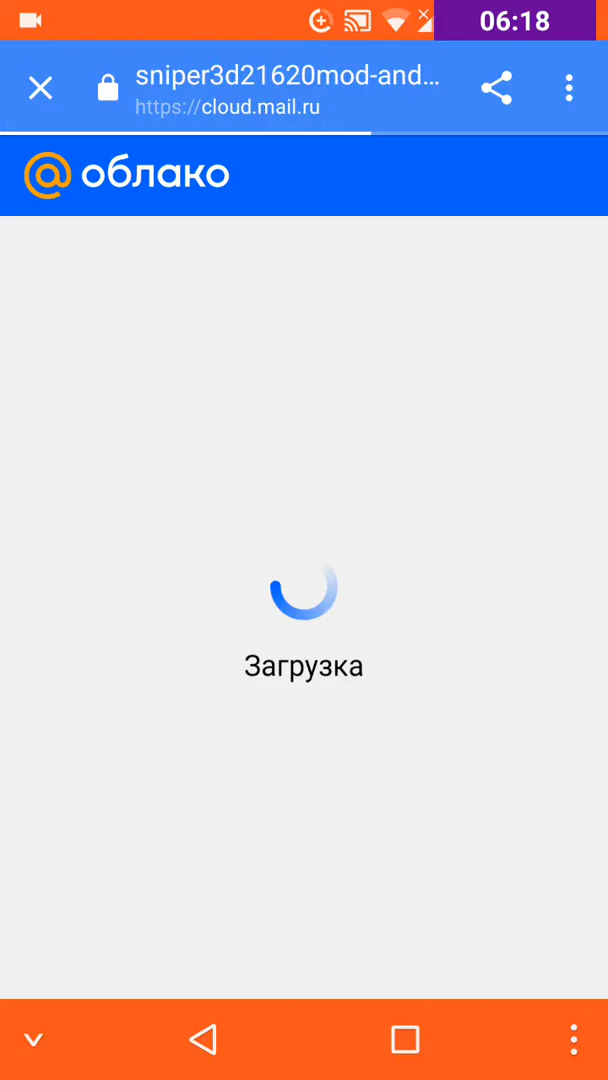 06:18
sniper3d21620mod-and...
https://cloud.mail.ru
@ облако
Загрузка